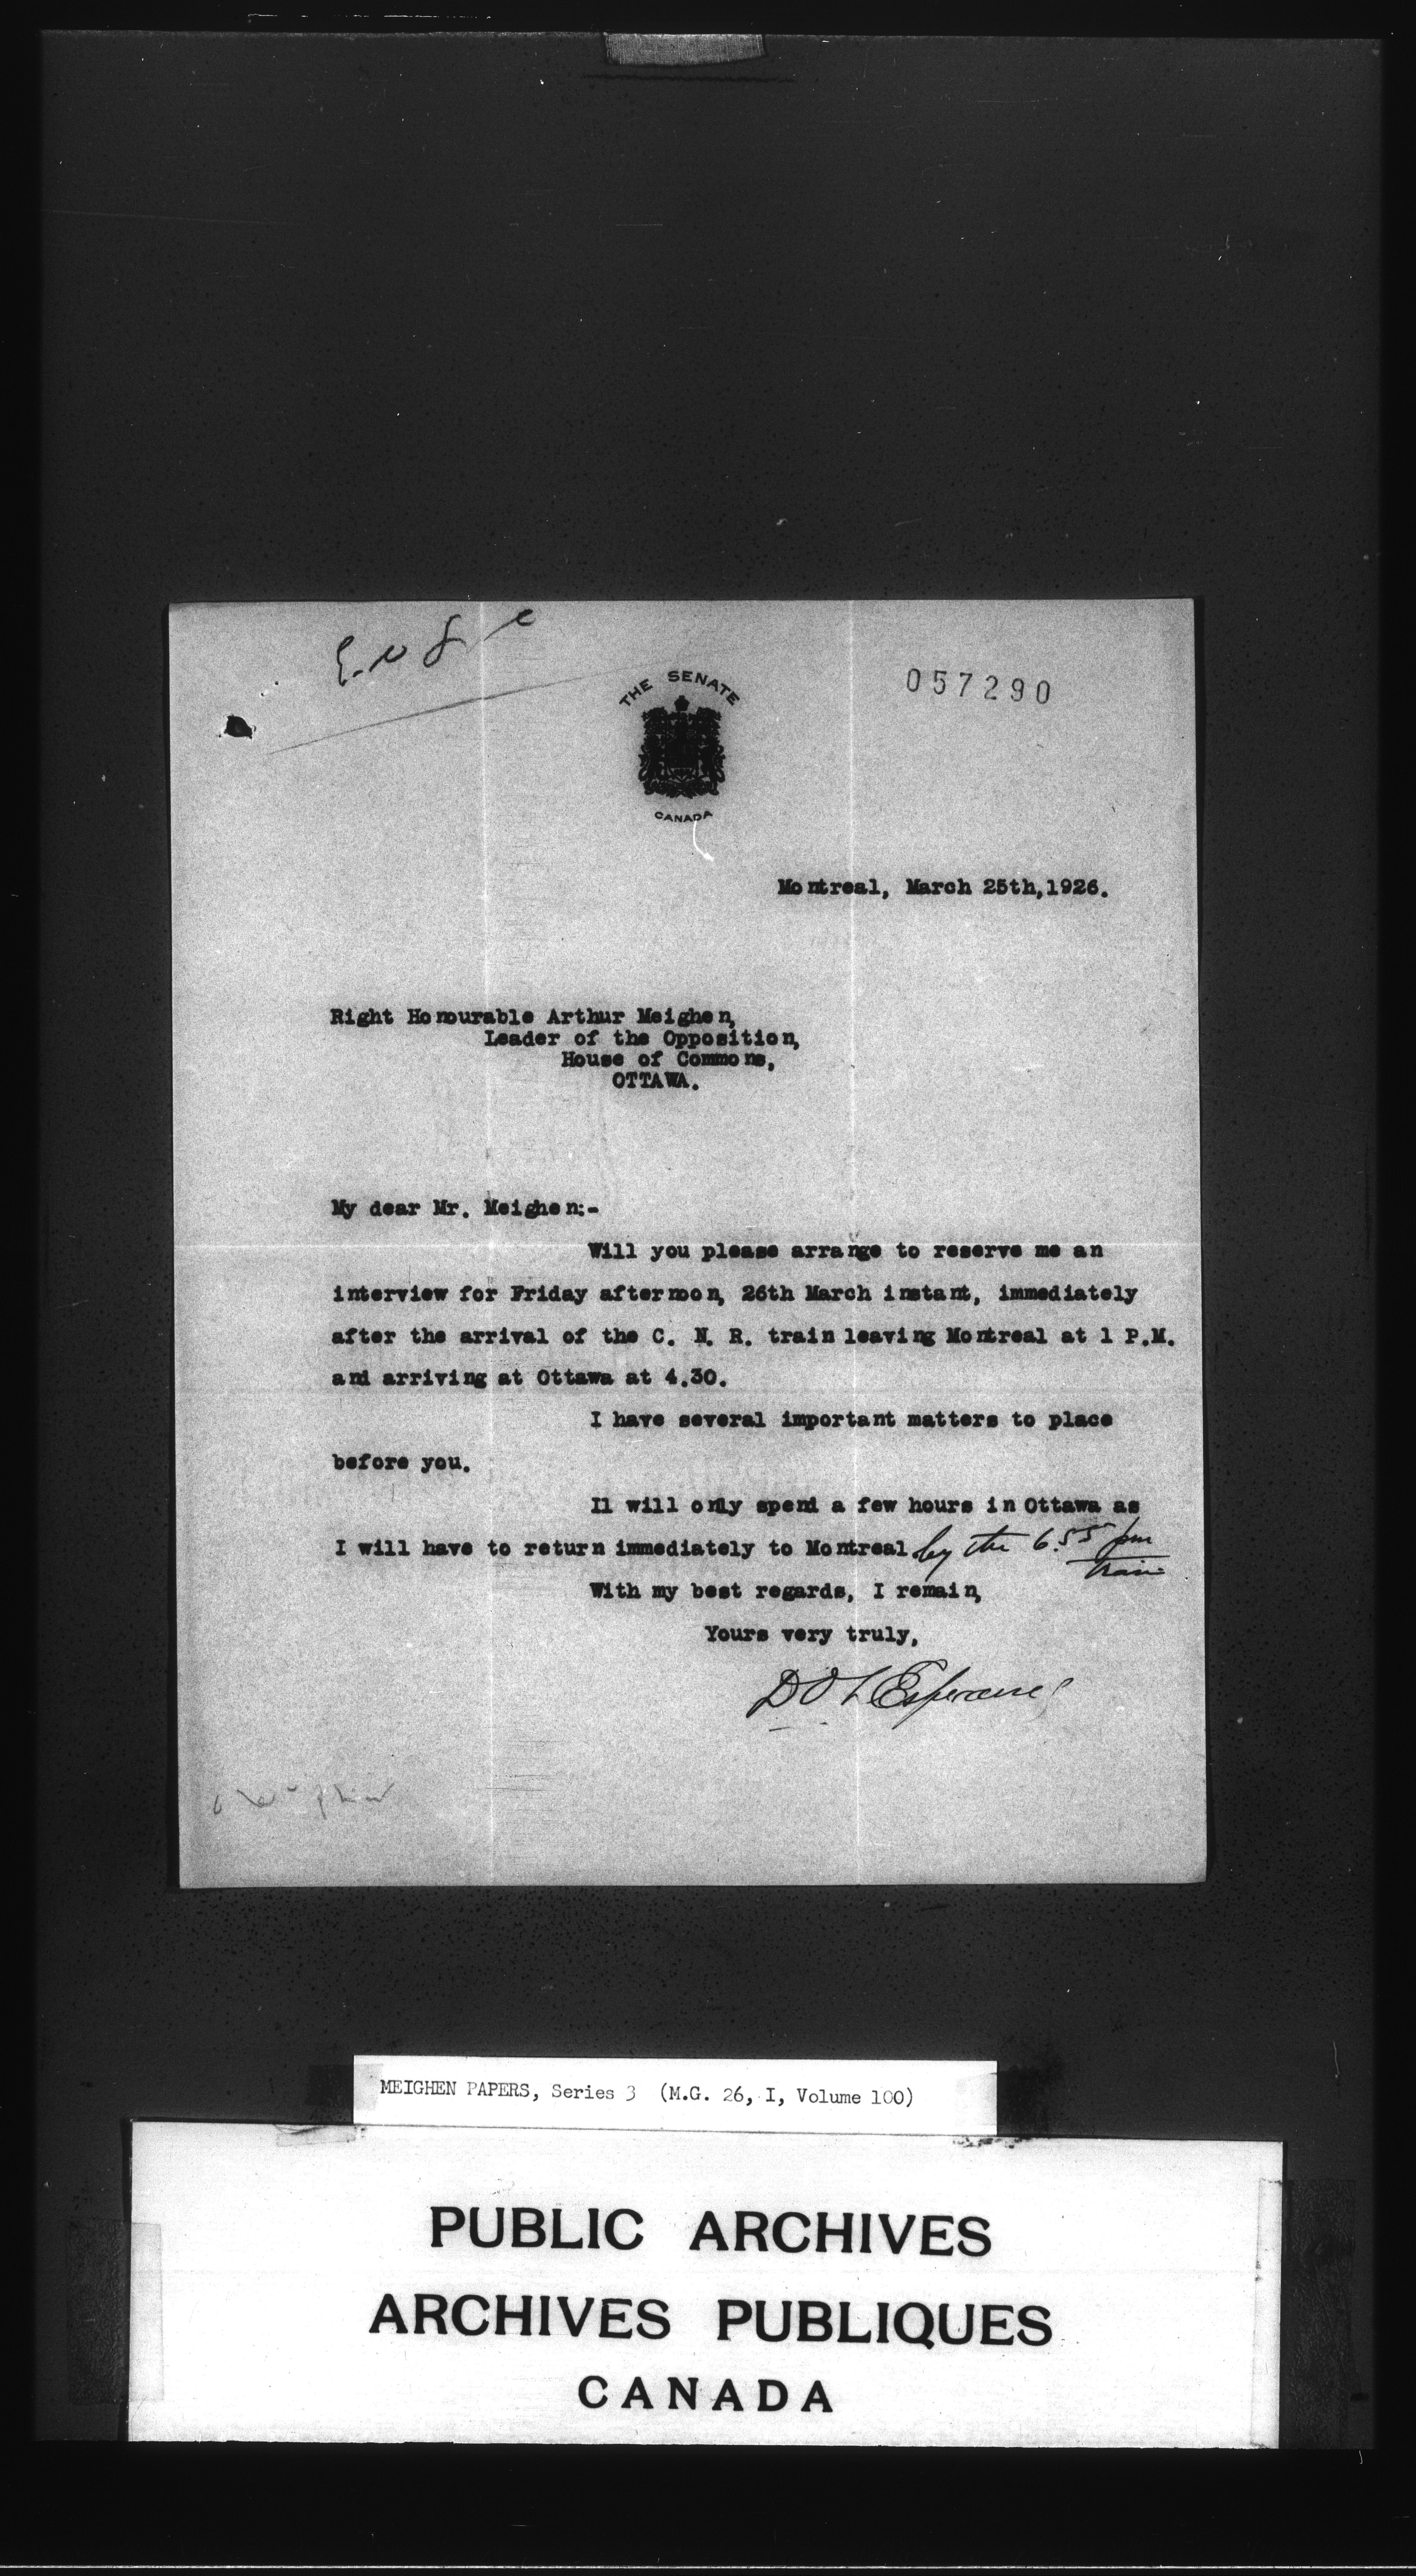 057290
THE SENATE
CANADA
Montreal, March 25th, 1926.
Right Honourable Arthur Meighen,
Leader of the Opposition,
House of Commons,
OTTAWA.
My dear Mr. Meighen:-
Will you please arrange to reserve me an
interview for Friday afternoon, 26th March instant, immediately
after the arrival of the C. N. R. train leaving Montreal at 1 P.M.
and arriving at Ottawa at 4.30.
I have several important matters to place
before you.
I1 will only spend a few hours in Ottawa as
I will have to return immediately to Montreal by the 6.55 pm
train
With my best regards, I remain,
Yours very truly,
D O L'Esperance
MEIGHEN PAPERS, Series 3 (M.G. 26, I, Volume 100)
PUBLIC ARCHIVES
ARCHIVES PUBLIQUES
CANADA